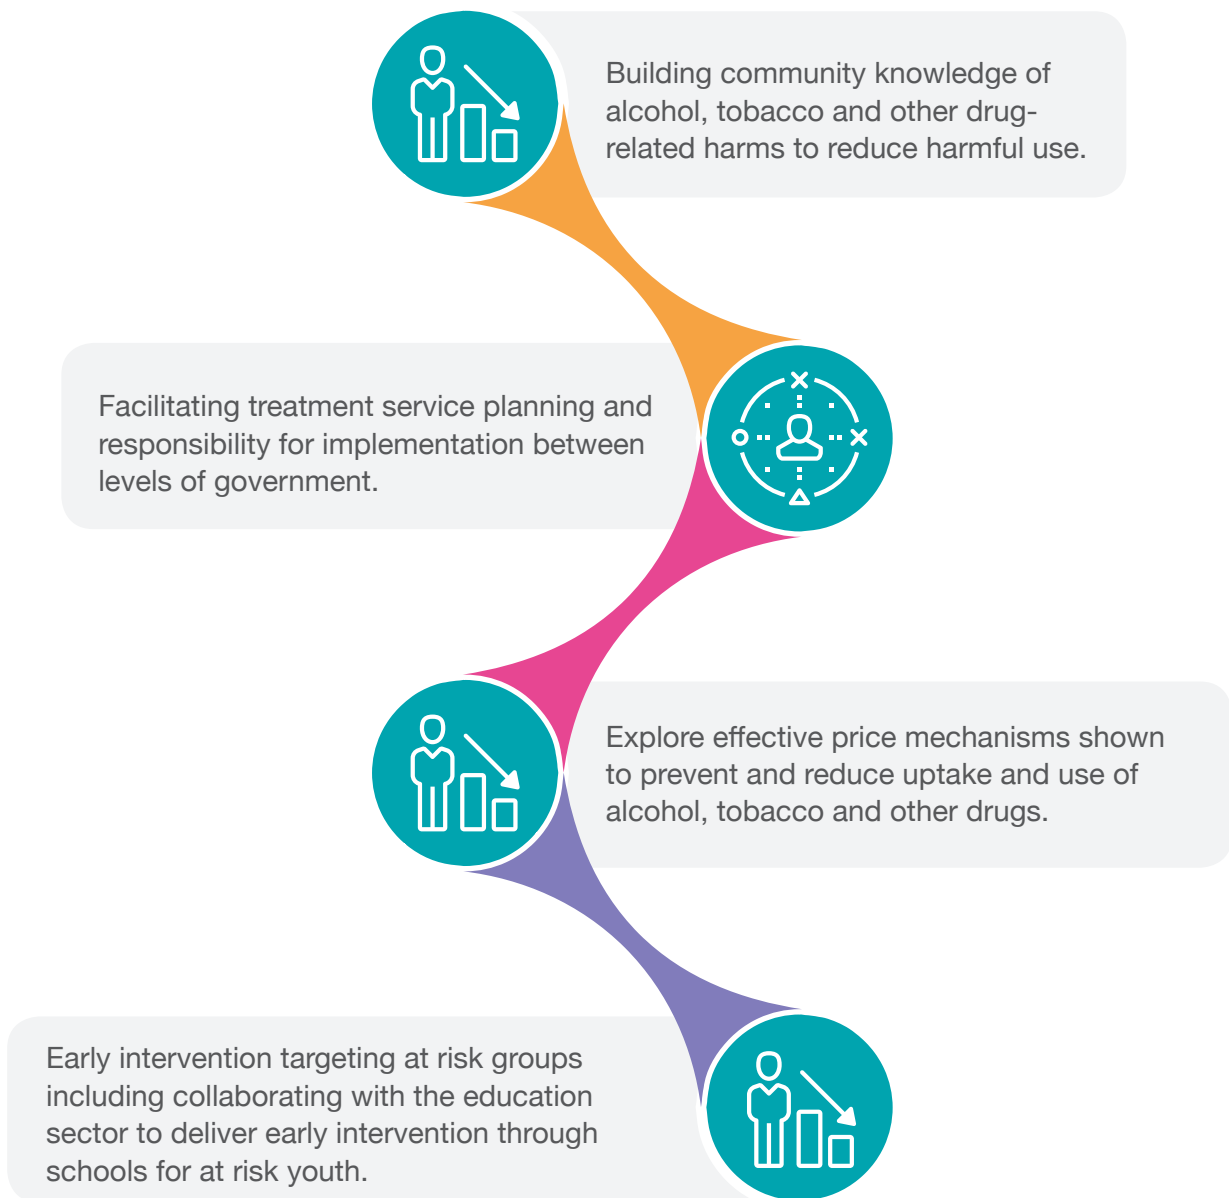 Building community knowledge of
alcohol, tobacco and other drug-
related harms to reduce harmful use.
Facilitating treatment service planning and
responsibility for implementation between
levels of government.
Explore effective price mechanisms shown
to prevent and reduce uptake and use of
alcohol, tobacco and other drugs.
Early intervention targeting at risk groups
including collaborating with the education
sector to deliver early intervention through
schools for at risk youth.